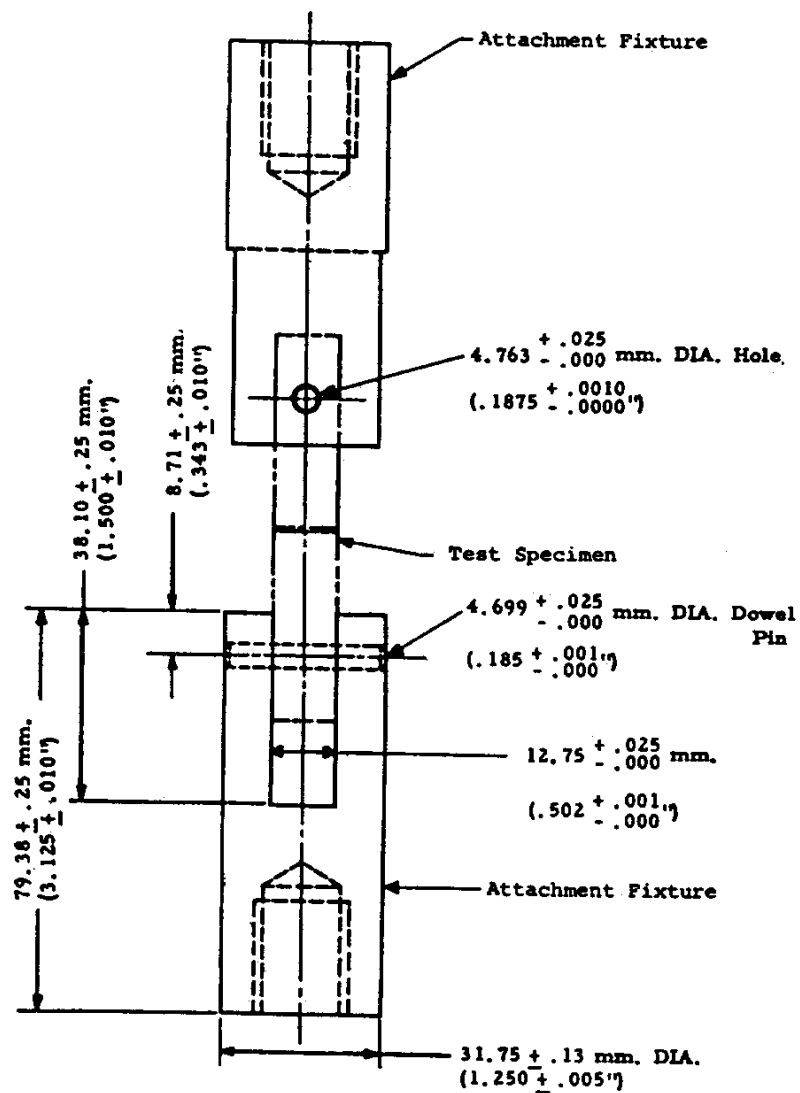 Attachment Fixture
+ .025
4.763 - .000 mm. DIA. Hole
+ .0010
(.1875 - .0000")
8.71 ± .25 mm.
(.343 ± .010")
38.10 ± .25 mm.
(1.500 ± .010")
Test Specimen
4.699 + .025 mm. DIA. Dowel
- .000
Pin
(.185 + .001")
- .000
79.38 ± .25 mm.
(3.125 ± .010")
12.75 + .025 mm.
- .000
(.502 + .001")
- .000
Attachment Fixture
31.75 ± .13 mm. DIA.
(1.250 ± .005")